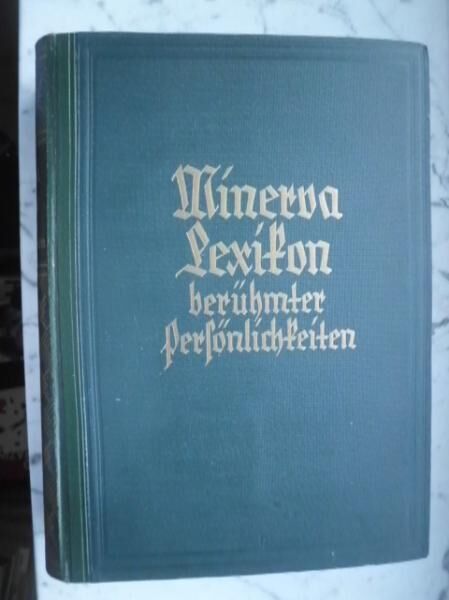 Minerva
Lexikon
berühmter
Persönlichkeiten